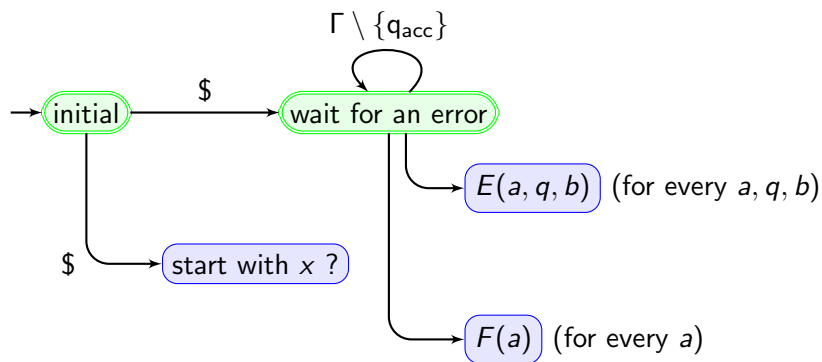 Γ \ {q_acc}
initial
$
wait for an error
E(a, q, b) (for every a, q, b)
$
start with x ?
F(a) (for every a)